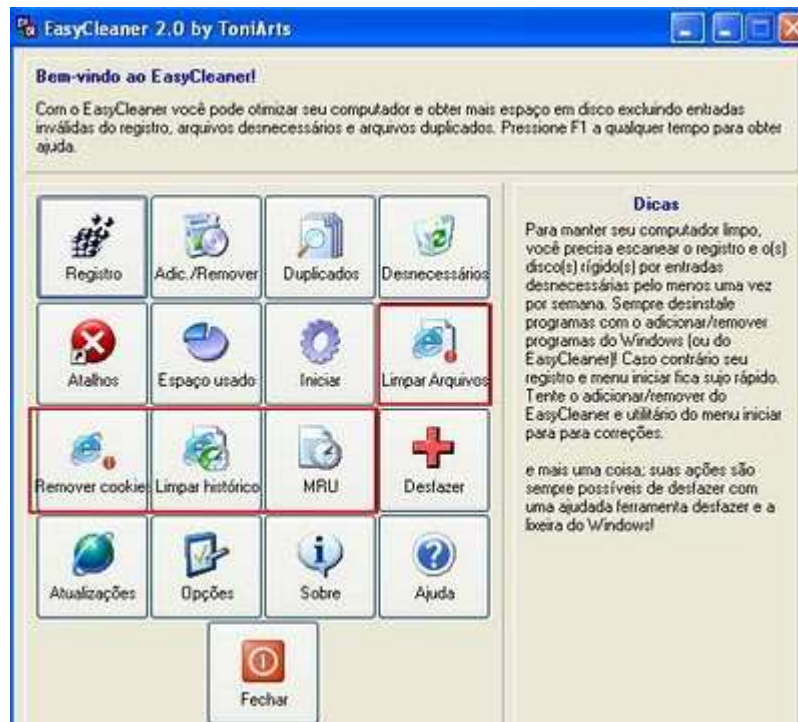 EasyCleaner 2.0 by ToniArts
Bem-vindo ao EasyCleaner!
Com o EasyCleaner você pode otimizar seu computador e obter mais espaço em disco excluindo entradas
inválidas do registro, arquivos desnecessários e arquivos duplicados. Pressione F1 a qualquer tempo para obter
ajuda.
Registro
Adic./Remover
Duplicados
Desnecessários
Atalhos
Espaço usado
Iniciar
Limpar Arquivos
Remover cookie
Limpar histórico
MRU
Desfazer
Atualizações
Opções
Sobre
Ajuda
Fechar
Dicas
Para manter seu computador limpo,
você precisa escanear o registro e o(s)
disco(s) rígido(s) por entradas
desnecessárias pelo menos uma vez
por semana. Sempre desinstale
programas com o adicionar/remover
programas do Windows (ou do
EasyCleaner)! Caso contrário seu
registro e menu iniciar fica sujo rápido.
Tente o adicionar/remover do
EasyCleaner e utilitário do menu iniciar
para para correções.
e mais uma coisa; suas ações são
sempre possíveis de desfazer com
uma ajudada ferramenta desfazer e a
lixeira do Windows!